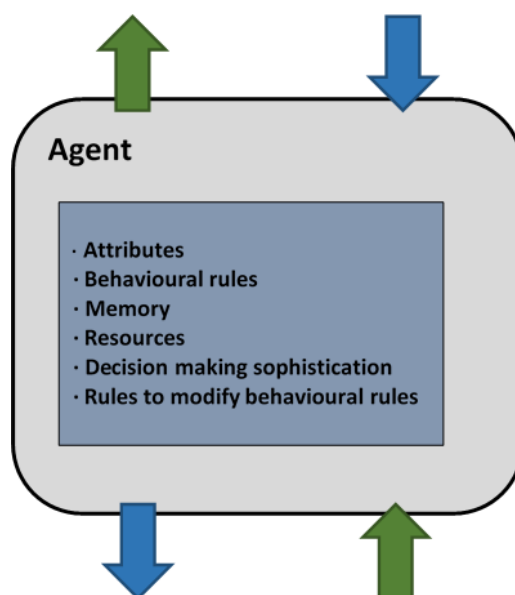 Agent
· Attributes
· Behavioural rules
· Memory
· Resources
· Decision making sophistication
· Rules to modify behavioural rules